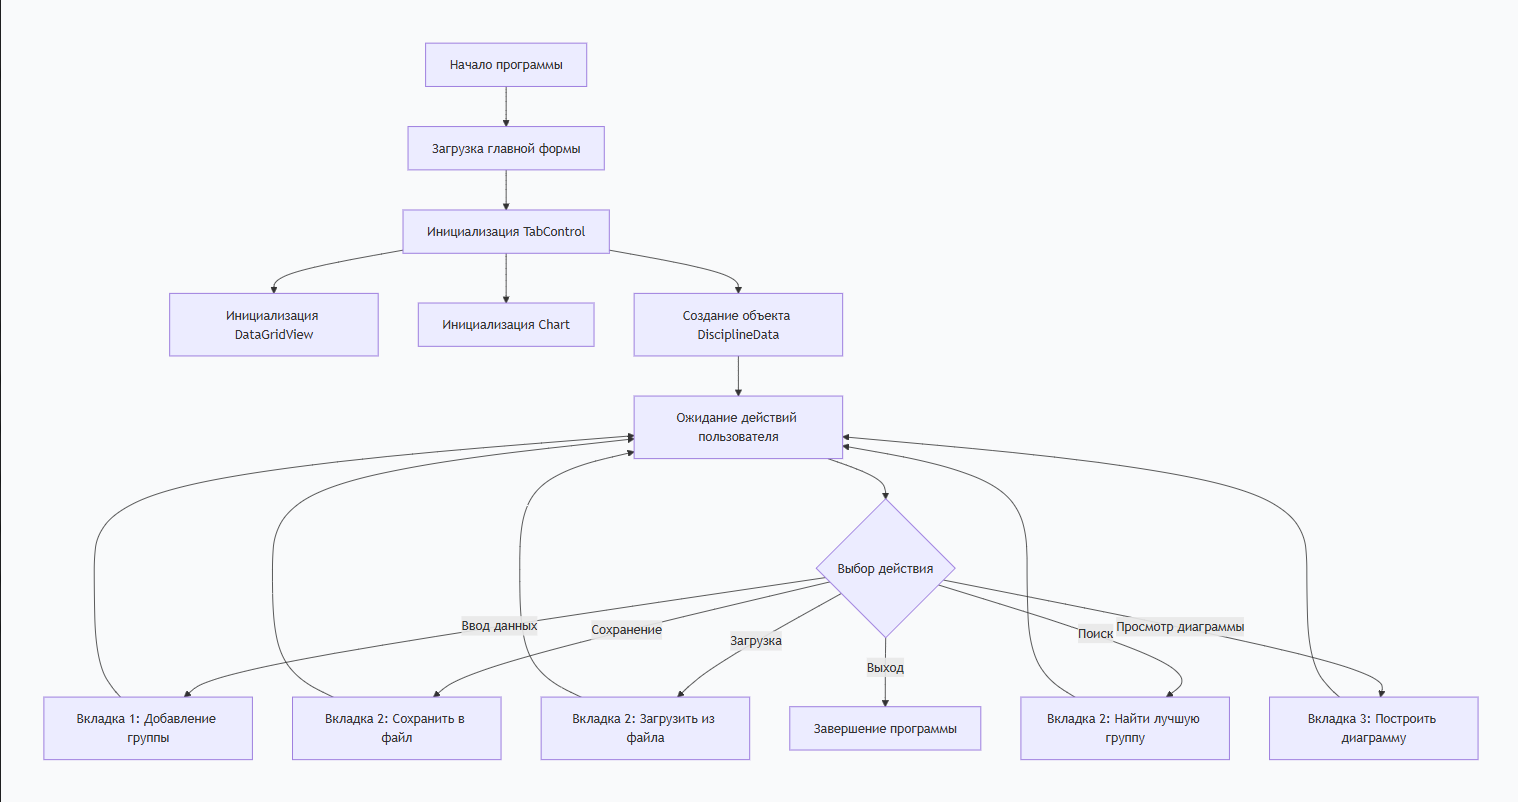 Начало программы
Загрузка главной формы
Инициализация TabControl
Инициализация
DataGridView
Инициализация Chart
Создание объекта
DisciplineData
Ожидание действий
пользователя
Выбор действия
Ввод данных
Сохранение
Загрузка
Выход
Поиск
Просмотр диаграммы
Вкладка 1: Добавление
группы
Вкладка 2: Сохранить в
файл
Вкладка 2: Загрузить из
файла
Завершение программы
Вкладка 2: Найти лучшую
группу
Вкладка 3: Построить
диаграмму